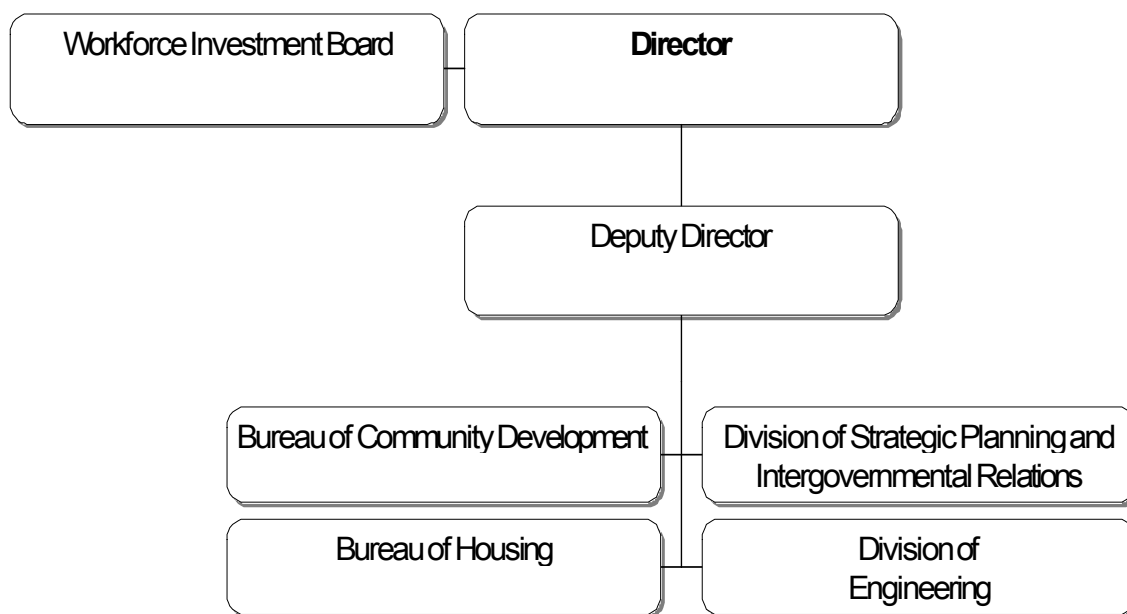 Workforce Investment Board
Director
Deputy Director
Bureau of Community Development
Division of Strategic Planning and
Intergovernmental Relations
Bureau of Housing
Division of
Engineering